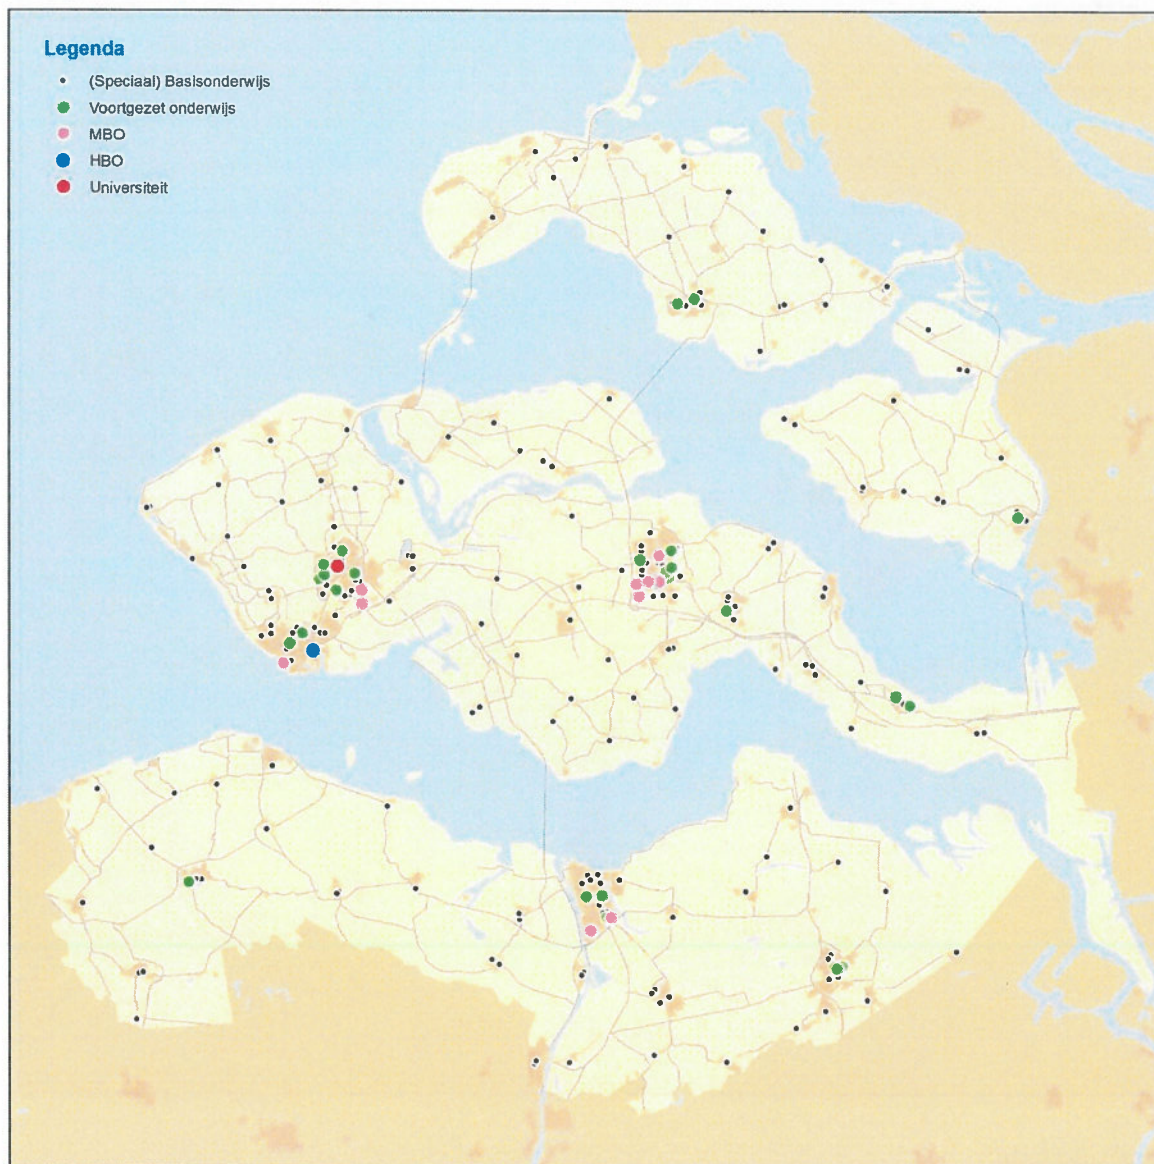 Legenda
(Speciaal) Basisonderwijs
Voortgezet onderwijs
MBO
HBO
Universiteit